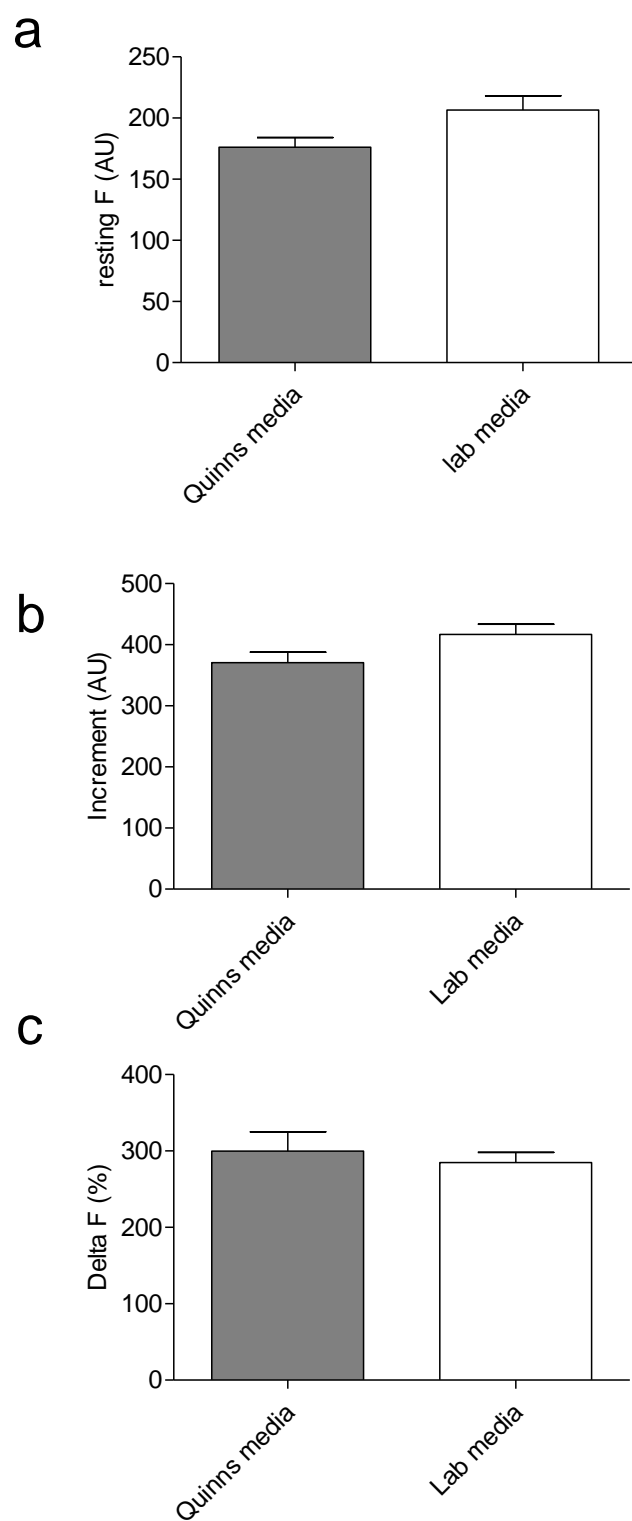 a
250
200
150
100
50
0
resting F (AU)
Quinns media
lab media
b
500
400
300
200
100
0
Increment (AU)
Quinns media
Lab media
c
400
300
200
100
0
Delta F (%)
Quinns media
Lab media